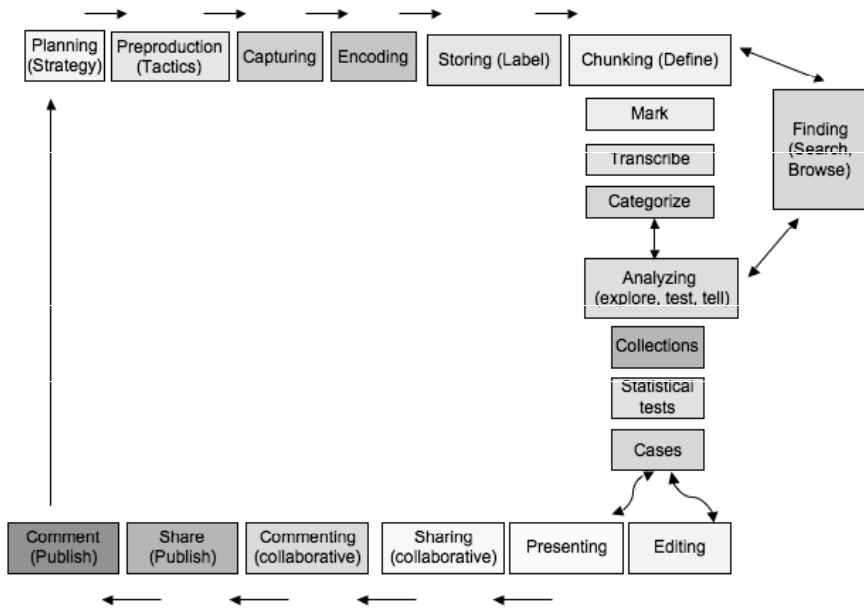 Planning
(Strategy)
Preproduction
(Tactics)
Capturing
Encoding
Storing (Label)
Chunking (Define)
Mark
Transcribe
Categorize
Finding
(Search,
Browse)
Analyzing
(explore, test, tell)
Collections
Statistical
tests
Cases
Comment
(Publish)
Share
(Publish)
Commenting
(collaborative)
Sharing
(collaborative)
Presenting
Editing